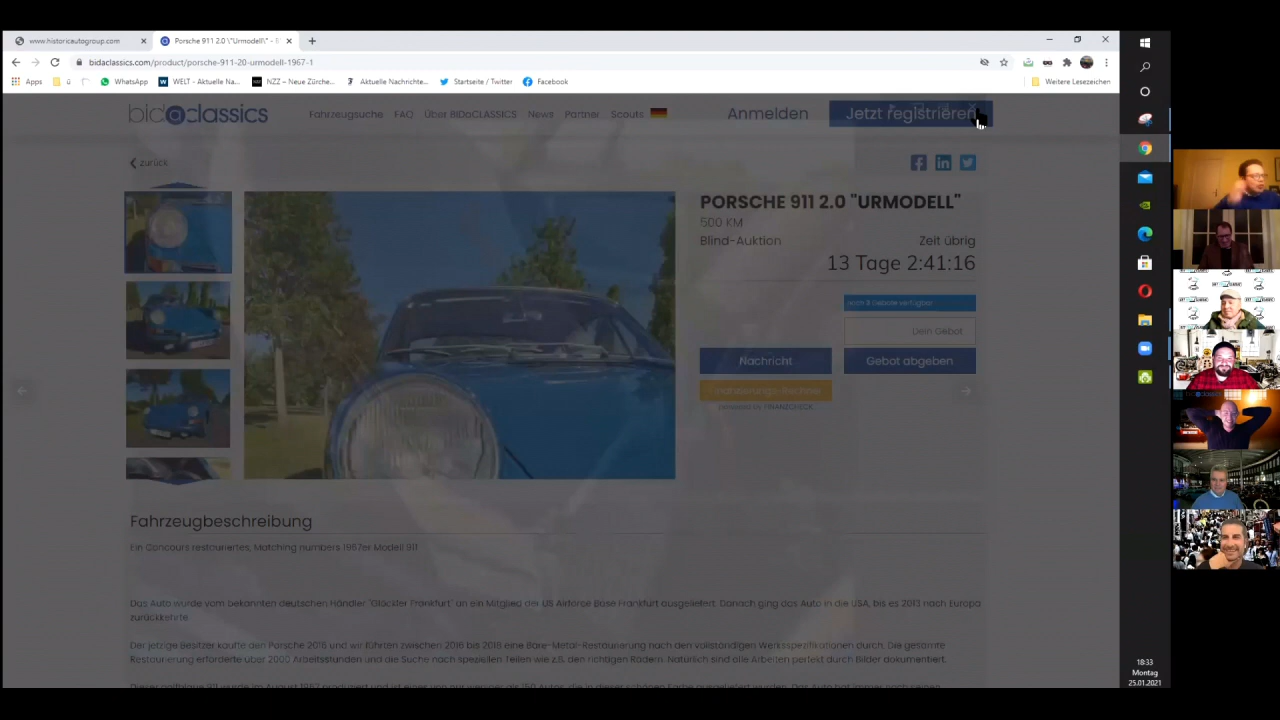 www.historicautogroup.com
Porsche 911 2.0 \"Urmodell\" - B
bidaclassics.com/product/porsche-911-20-urmodell-1967-1
Apps
WhatsApp
WELT - Aktuelle Na...
NZZ – Neue Zürche...
Aktuelle Nachrichte...
Startseite / Twitter
Facebook
Weitere Lesezeichen
bidaclassics
Fahrzeugsuche
FAQ
Über BIDaCLASSICS
News
Partner
Scouts
Anmelden
Jetzt registrieren
zurück
PORSCHE 911 2.0 "URMODELL"
500 KM
Blind-Auktion
Zeit übrig
13 Tage 2:41:16
Gebote verfügbar
Dein Gebot
Nachricht
Gebot abgeben
Finanzierungs-Rechner
powered by FINANZCHECK
Fahrzeugbeschreibung
Ein Concours restauriertes, Matching numbers 1967er Modell 911
Das Auto wurde vom bekannten deutschen Händler "Glöckler Frankfurt" an ein Mitglied der US Airforce Base Frankfurt ausgeliefert. Danach ging das Auto in die USA, bis es 2013 nach Europa
zurückkehrte.
Der jetzige Besitzer kaufte den Porsche 2016 und wir führten zwischen 2016 bis 2018 eine Bare-Metal-Restaurierung nach den vollständigen Werksspezifikationen durch. Die gesamte
Restaurierung erforderte über 2000 Arbeitsstunden und die Suche nach speziellen Teilen wie z.B. den richtigen Rädern. Natürlich sind alle Arbeiten perfekt durch Bilder dokumentiert.
18:33
Montag
25.01.2021